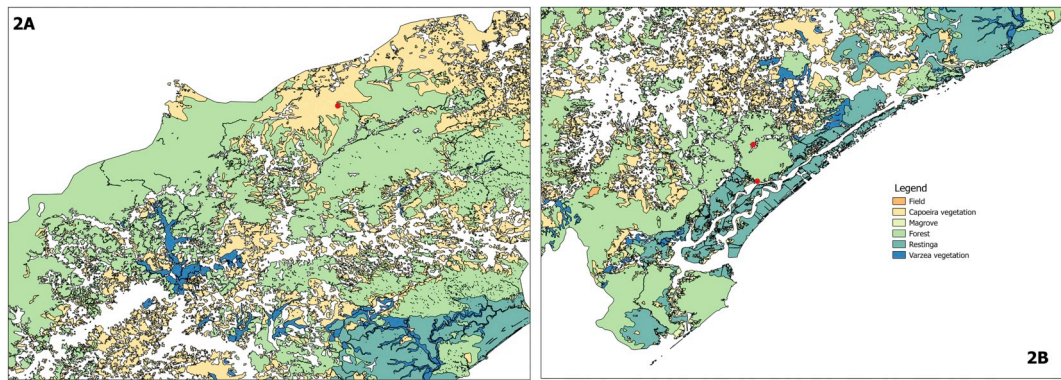 2A
Legend
Field
Capoeira vegetation
Magrove
Forest
Restinga
Varzea vegetation
2B